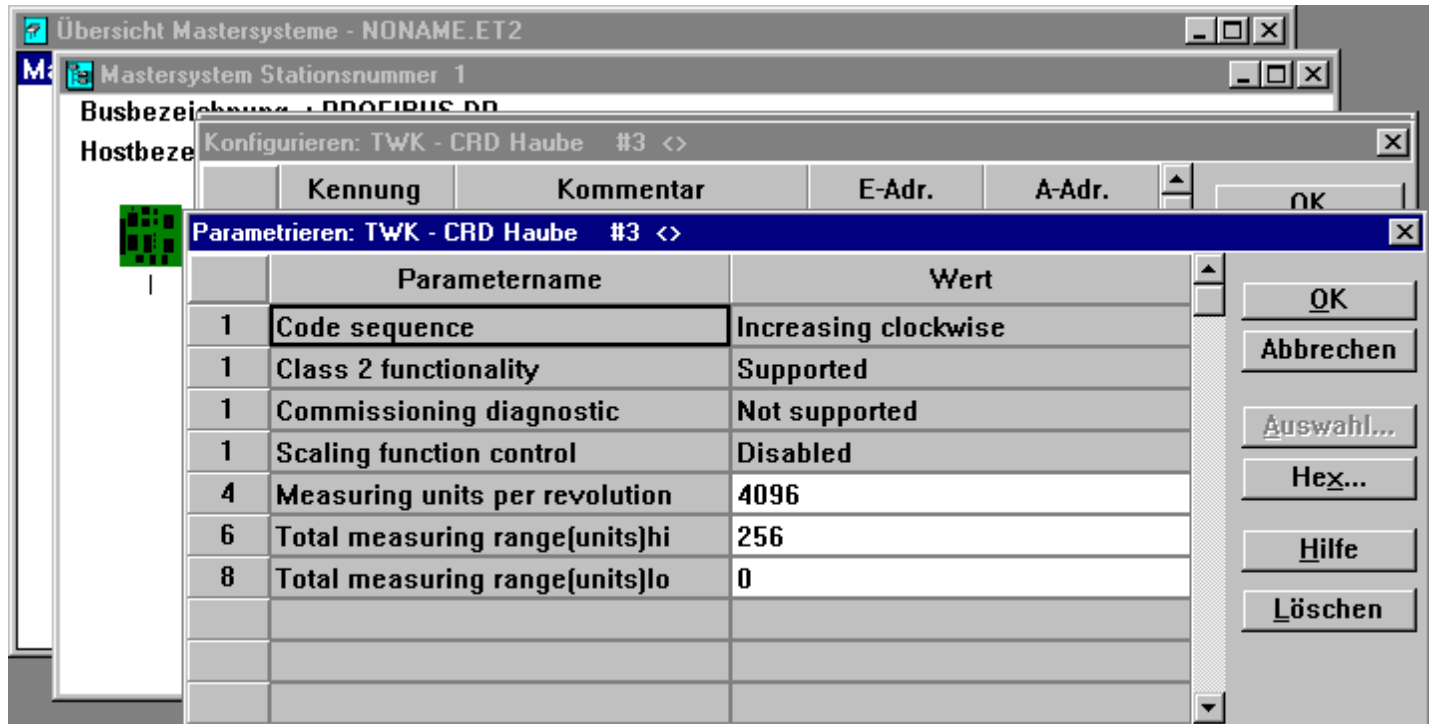 Übersicht Mastersysteme - NONAME.ET2
Mastersystem Stationsnummer 1
Busbezeichnung : PROFIBUS DP
Konfigurieren: TWK - CRD Haube #3 <>
Kennung Kommentar E-Adr. A-Adr. OK
Parametrieren: TWK - CRD Haube #3 <>
Parametername Wert
1 Code sequence Increasing clockwise
1 Class 2 functionality Supported
1 Commissioning diagnostic Not supported
1 Scaling function control Disabled
4 Measuring units per revolution 4096
6 Total measuring range(units)hi 256
8 Total measuring range(units)lo 0
OK
Abbrechen
Auswahl...
Hex...
Hilfe
Löschen